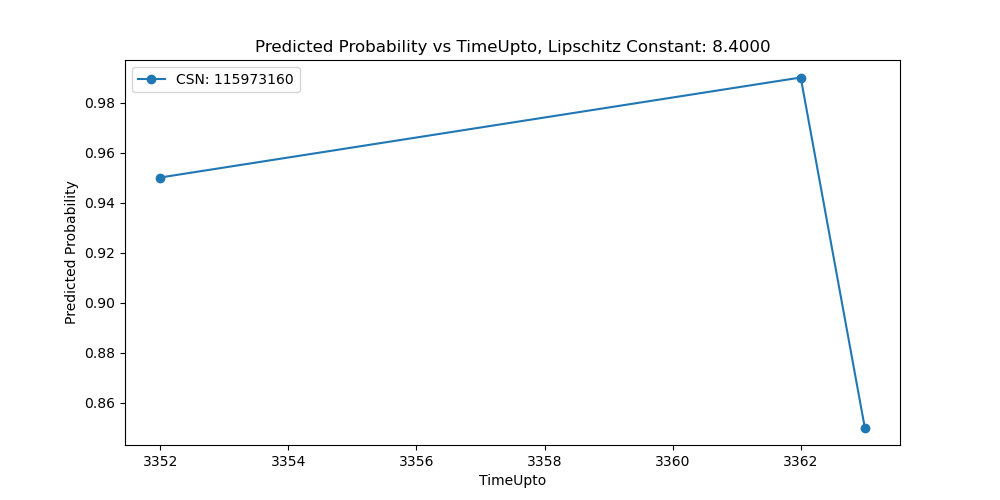 Predicted Probability vs TimeUpto, Lipschitz Constant: 8.4000
CSN: 115973160
Predicted Probability
0.98
0.96
0.94
0.92
0.90
0.88
0.86
3352 3354 3356 3358 3360 3362
TimeUpto